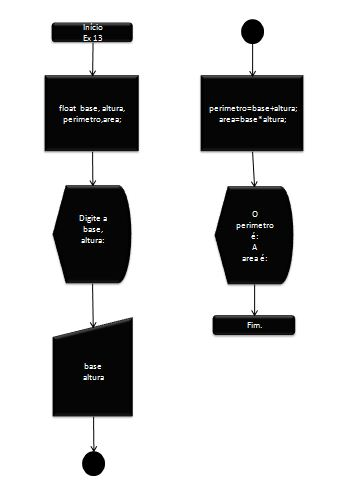 Início
Ex 13
float base, altura,
perimetro,area;
Digite a
base,
altura:
base
altura
perimetro=base+altura;
area=base*altura;
O
perimetro
é:
A
area é:
Fim.